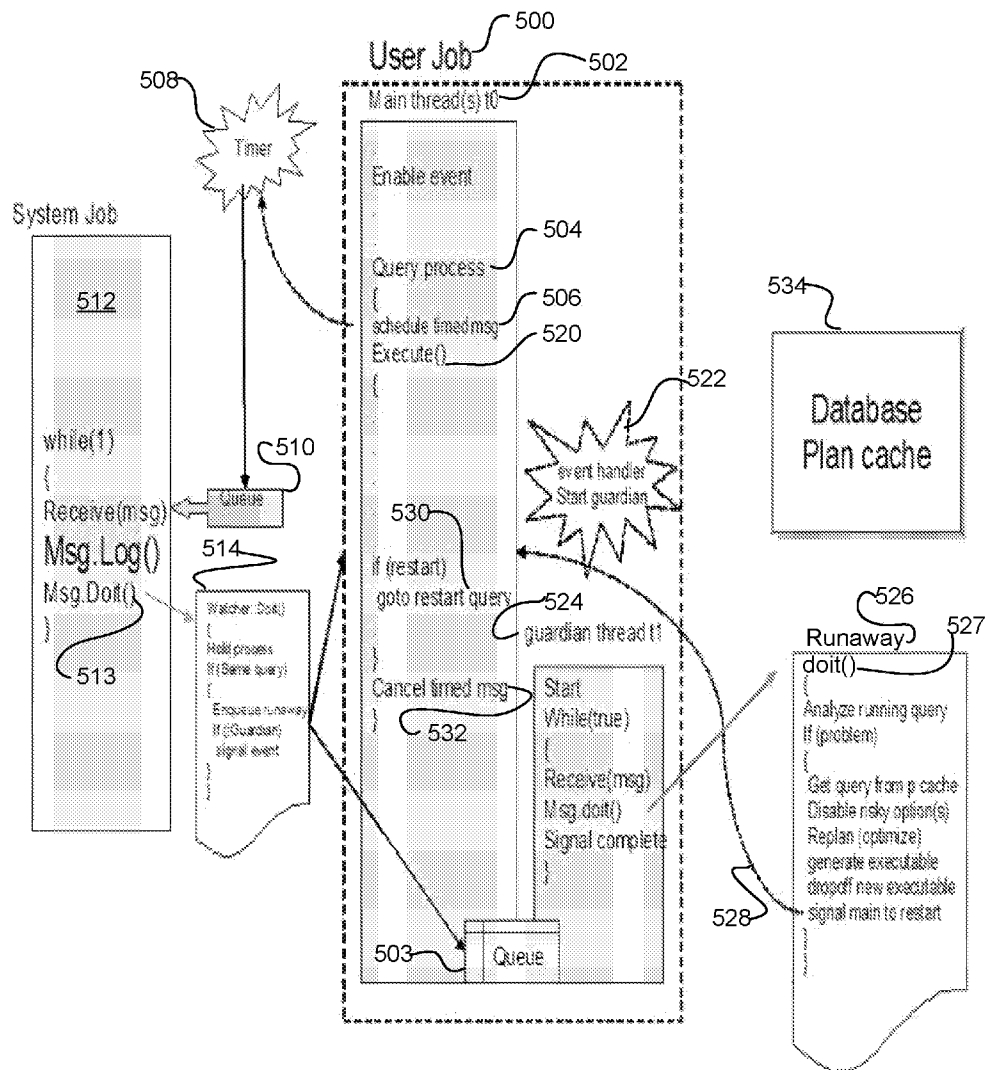 500
User Job
502
Main thread(s) t0
508
Timer
Enable event
System Job
504
512
Query process
{
506
schedule timed msg
520
Execute()
{
522
534
Database
Plan cache
event handler
Start guardian
while(1)
{
510
Queue
Receive(msg)
Msg.Log()
Msg.Doit()
}
513
514
Watcher.Doit()
{
Hold process
If (Same query)
{
Enqueue runaway
If (!Guardian)
signal event
}
}
530
if (restart)
goto restart query
524
guardian thread t1
}
Cancel timed msg
}
532
Start
While(true)
{
Receive(msg)
Msg.doit()
Signal complete
}
503
Queue
526
Runaway
527
doit()
{
Analyze running query
If (problem)
{
Get query from p cache
Disable risky option(s)
Replan (optimize)
generate executable
dropoff new executable
signal main to restart
}
}
528